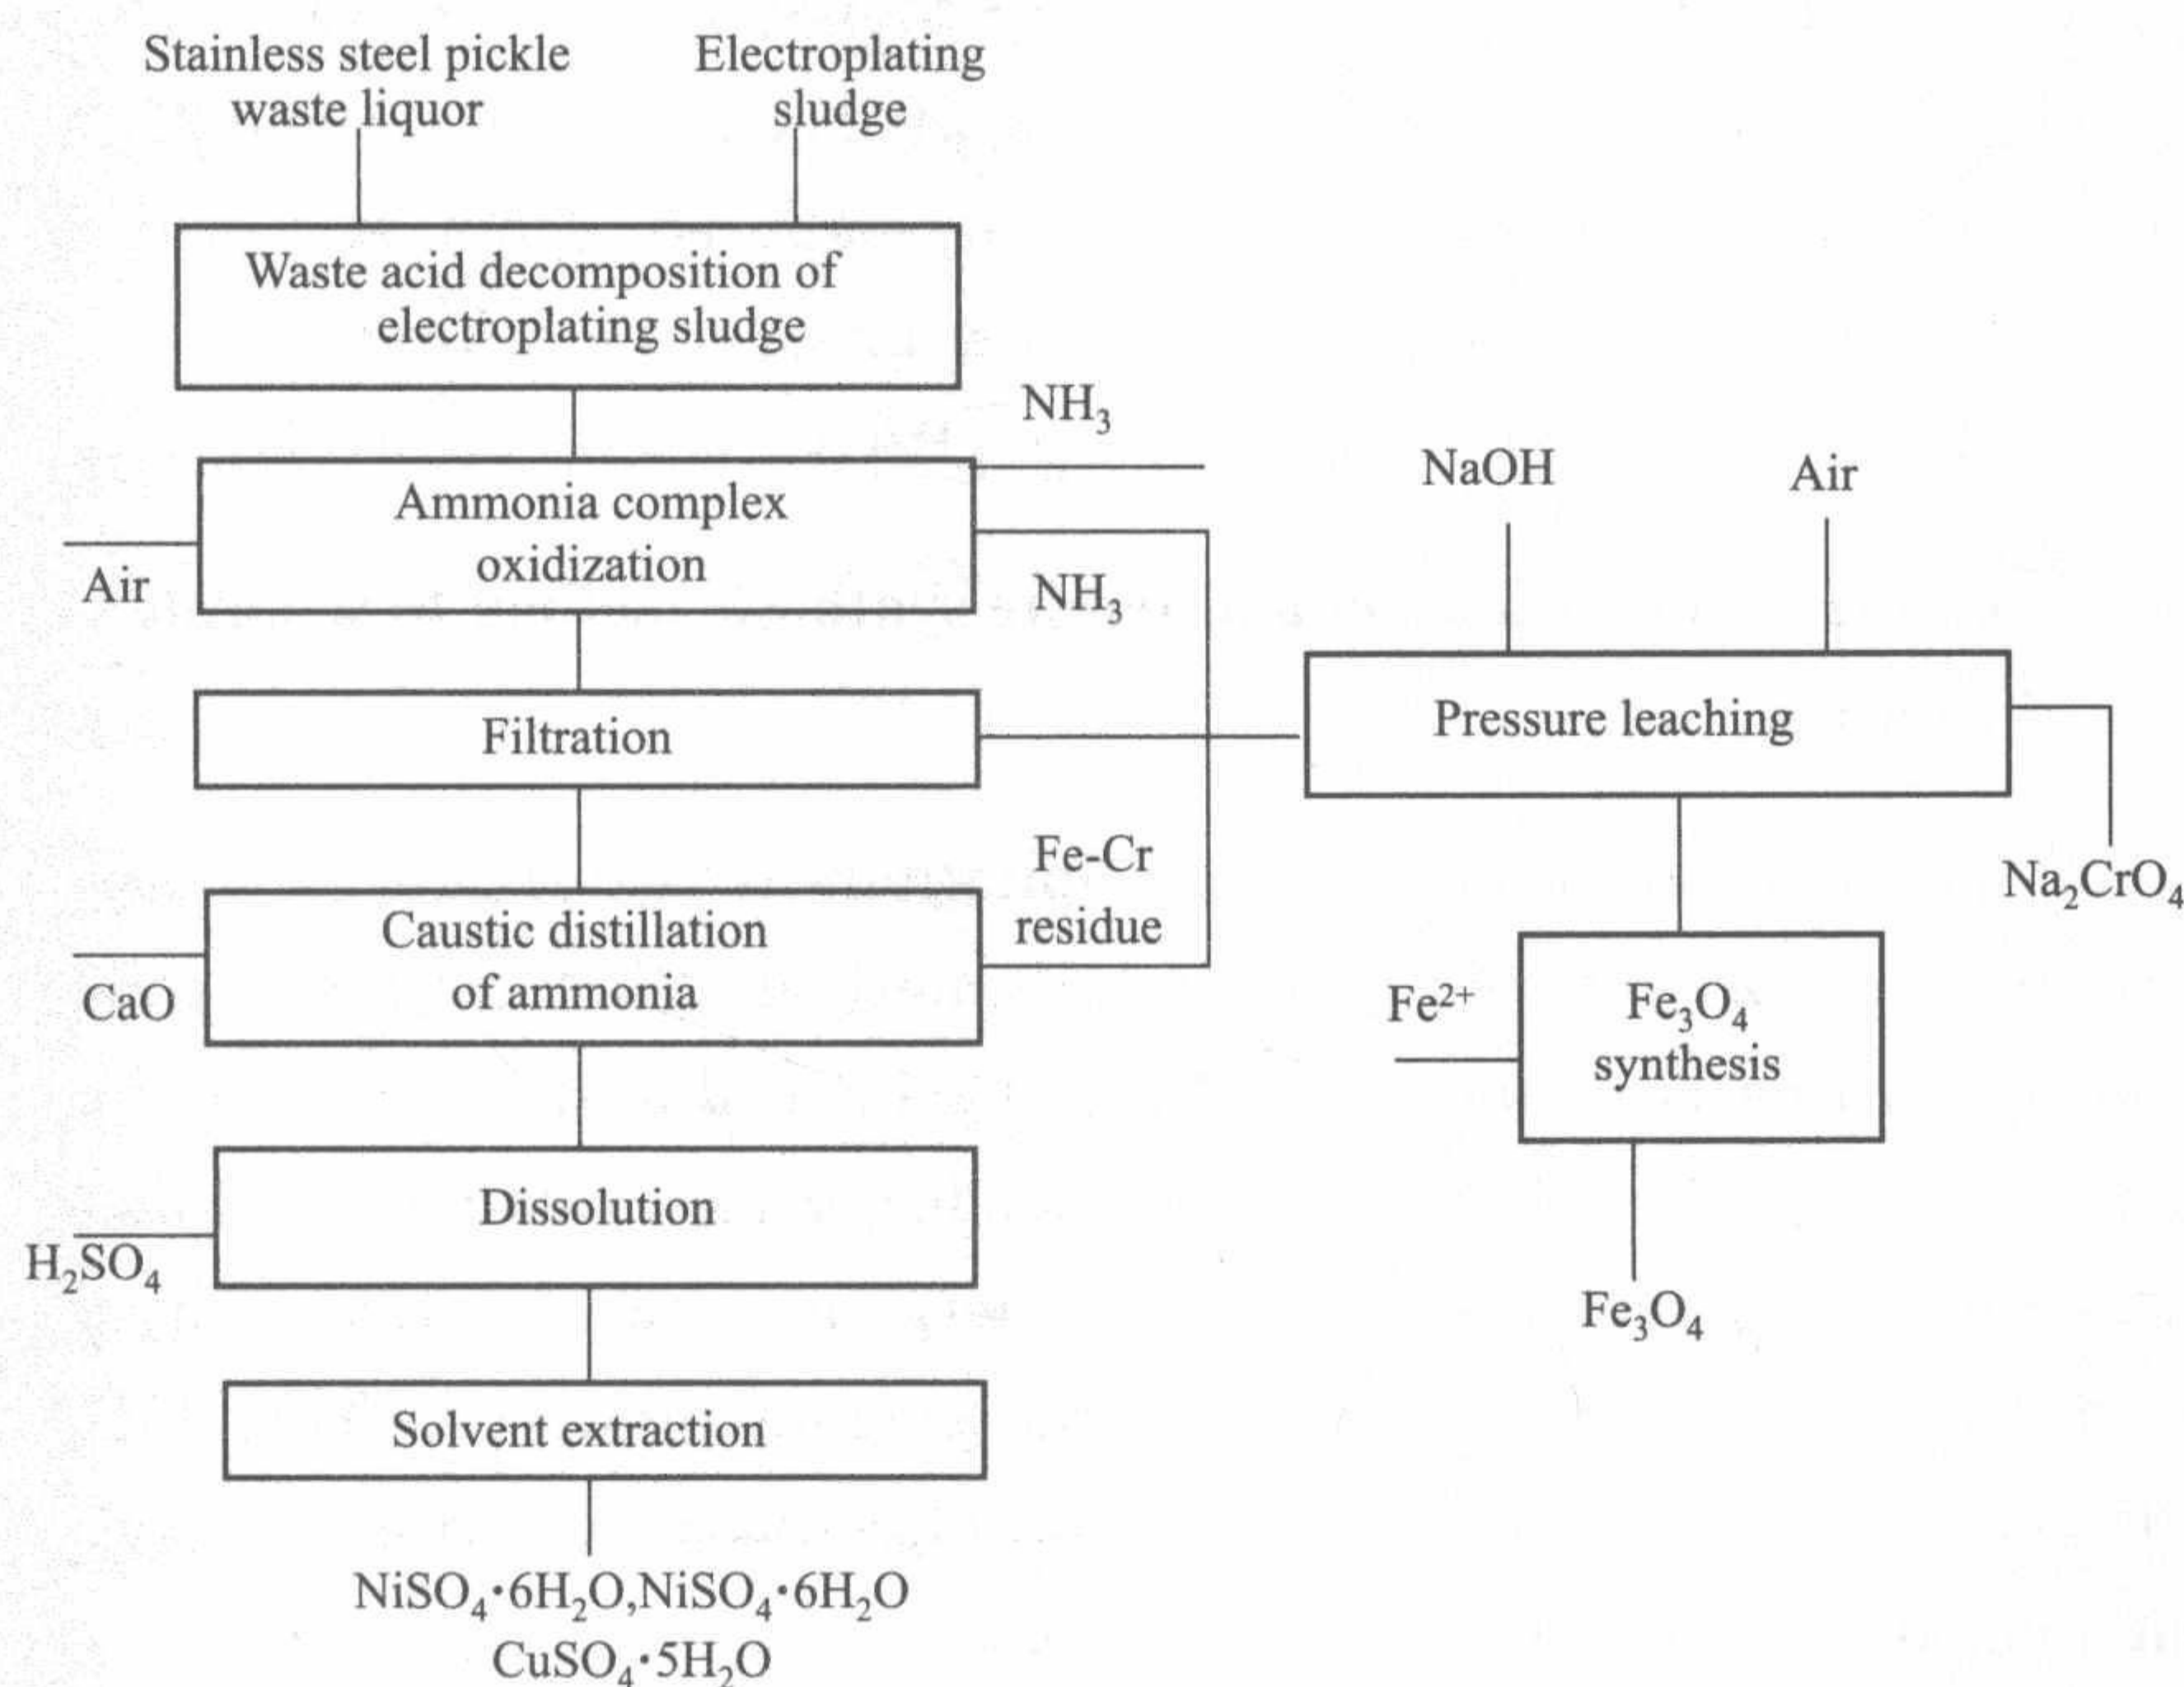 Stainless steel pickle
waste liquor
Electroplating
sludge
Waste acid decomposition of
electroplating sludge
NH₃
Ammonia complex
oxidization
Air
NH₃
Filtration
Fe-Cr
residue
Caustic distillation
of ammonia
CaO
Dissolution
H₂SO₄
Solvent extraction
NiSO₄·6H₂O,NiSO₄·6H₂O
CuSO₄·5H₂O
NaOH
Air
Pressure leaching
Na₂CrO₄
Fe²⁺
Fe₃O₄
synthesis
Fe₃O₄